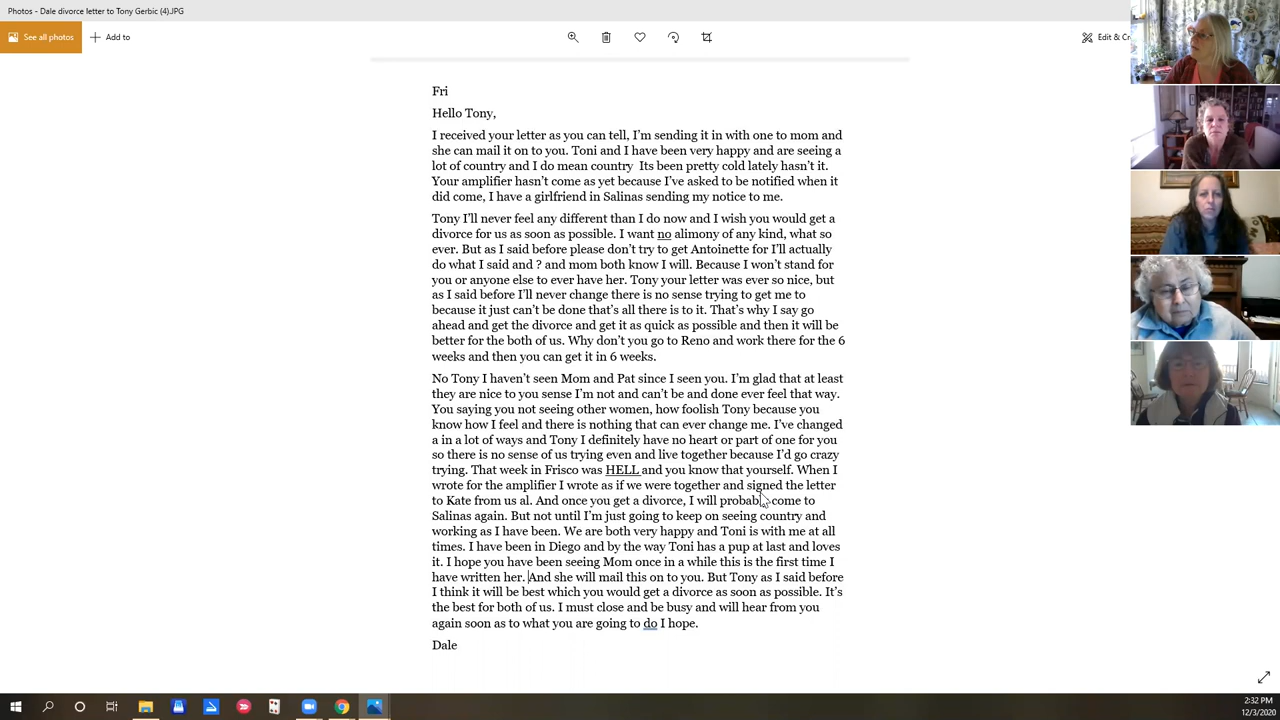 Photos - Dale divorce letter to Tony Gerbic (4).JPG
See all photos
Add to
Edit & Cr
Fri
Hello Tony,
I received your letter as you can tell, I'm sending it in with one to mom and
she can mail it on to you. Toni and I have been very happy and are seeing a
lot of country and I do mean country  Its been pretty cold lately hasn't it.
Your amplifier hasn't come as yet because I've asked to be notified when it
did come, I have a girlfriend in Salinas sending my notice to me.
Tony I'll never feel any different than I do now and I wish you would get a
divorce for us as soon as possible. I want no alimony of any kind, what so
ever. But as I said before please don't try to get Antoinette for I'll actually
do what I said and ? and mom both know I will. Because I won't stand for
you or anyone else to ever have her. Tony your letter was ever so nice, but
as I said before I'll never change there is no sense trying to get me to
because it just can't be done that's all there is to it. That's why I say go
ahead and get the divorce and get it as quick as possible and then it will be
better for the both of us. Why don't you go to Reno and work there for the 6
weeks and then you can get it in 6 weeks.
No Tony I haven't seen Mom and Pat since I seen you. I'm glad that at least
they are nice to you sense I'm not and can't be and done ever feel that way.
You saying you not seeing other women, how foolish Tony because you
know how I feel and there is nothing that can ever change me. I've changed
a in a lot of ways and Tony I definitely have no heart or part of one for you
so there is no sense of us trying even and live together because I'd go crazy
trying. That week in Frisco was HELL and you know that yourself. When I
wrote for the amplifier I wrote as if we were together and signed the letter
to Kate from us al. And once you get a divorce, I will probably come to
Salinas again. But not until I'm just going to keep on seeing country and
working as I have been. We are both very happy and Toni is with me at all
times. I have been in Diego and by the way Toni has a pup at last and loves
it. I hope you have been seeing Mom once in a while this is the first time I
have written her. And she will mail this on to you. But Tony as I said before
I think it will be best which you would get a divorce as soon as possible. It's
the best for both of us. I must close and be busy and will hear from you
again soon as to what you are going to do I hope.
Dale
2:32 PM
12/3/2020